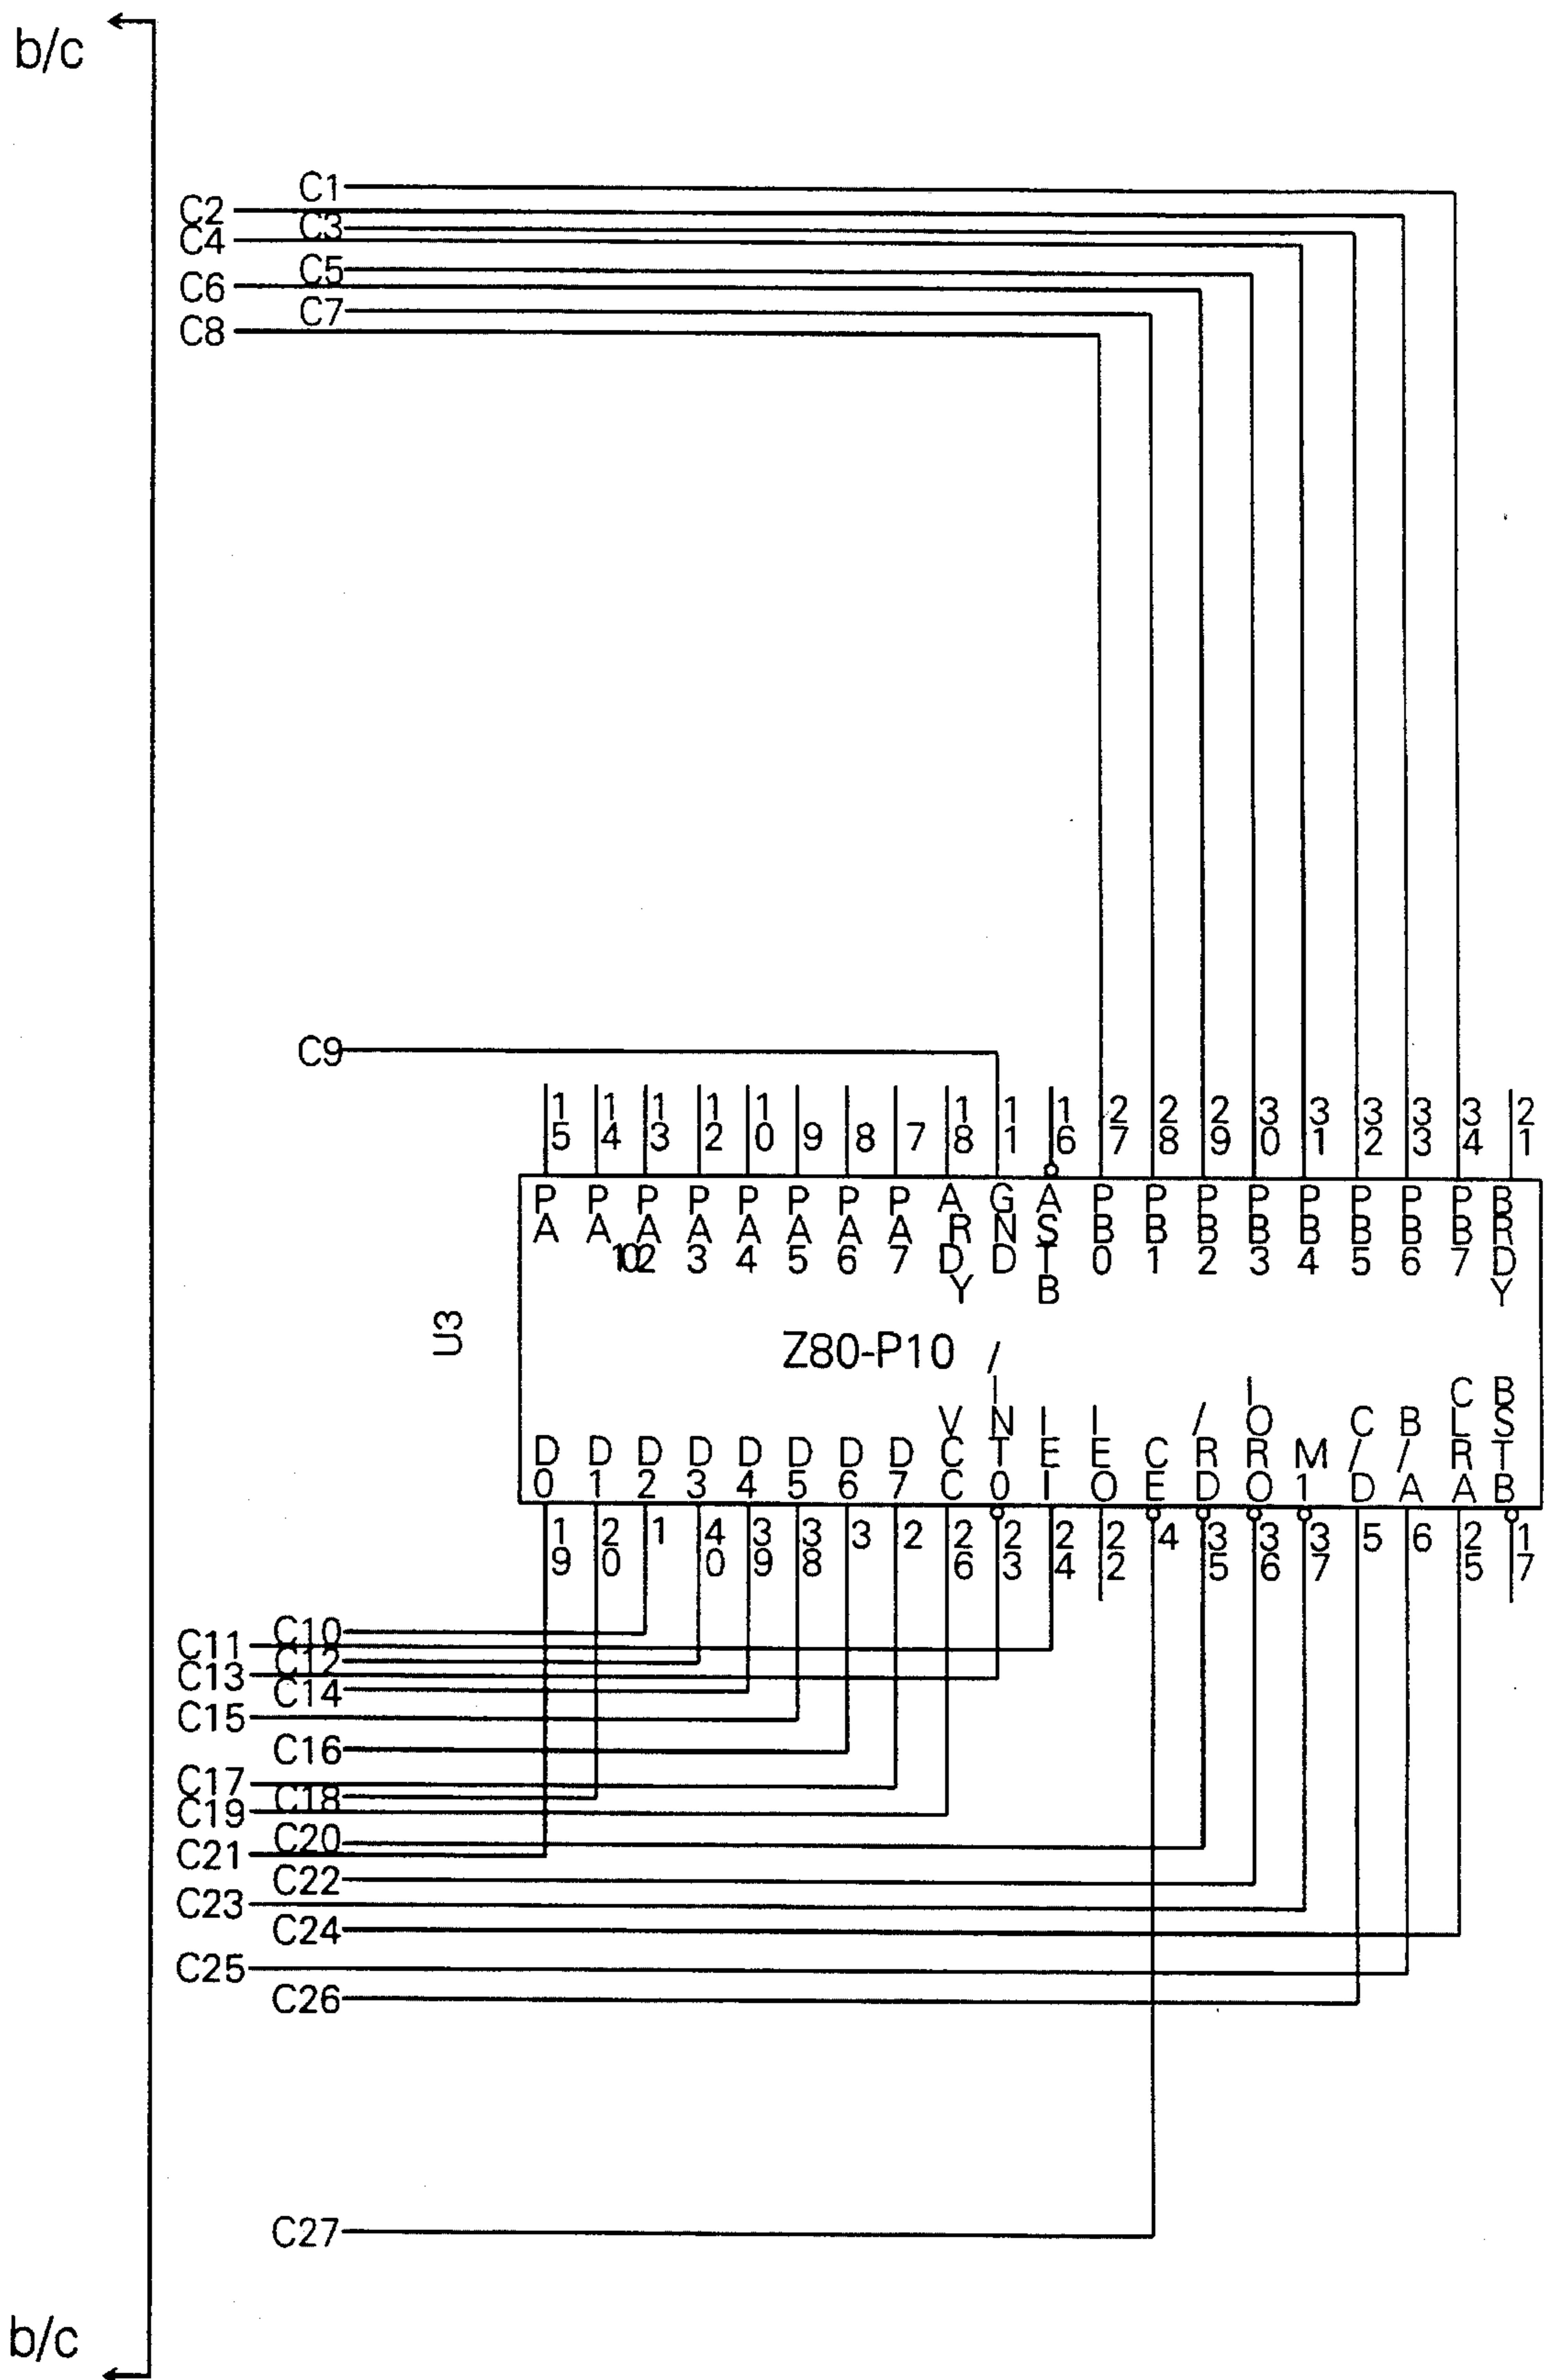 b/c
C1
C2
C3
C4
C5
C6
C7
C8
C9
15 14 13 12 10 9 8 7 18 11 16 27 28 29 30 31 32 33 34 21
PA PA 102 PA PA3 PA4 PA5 PA6 PA7 ARDY GND ASTB PB0 PB1 PB2 PB3 PB4 PB5 PB6 PB7 BRDY
U3
Z80-P10
D0 D1 D2 D3 D4 D5 D6 D7 VCC /INT0 IEI IEO CE /RD IORO M1 C/D B/A CLRA BSTB
19 20 1 40 39 38 3 2 26 23 24 22 4 35 36 37 5 6 25 17
C10
C11
C12
C13
C14
C15
C16
C17
C18
C19
C20
C21
C22
C23
C24
C25
C26
C27
b/c